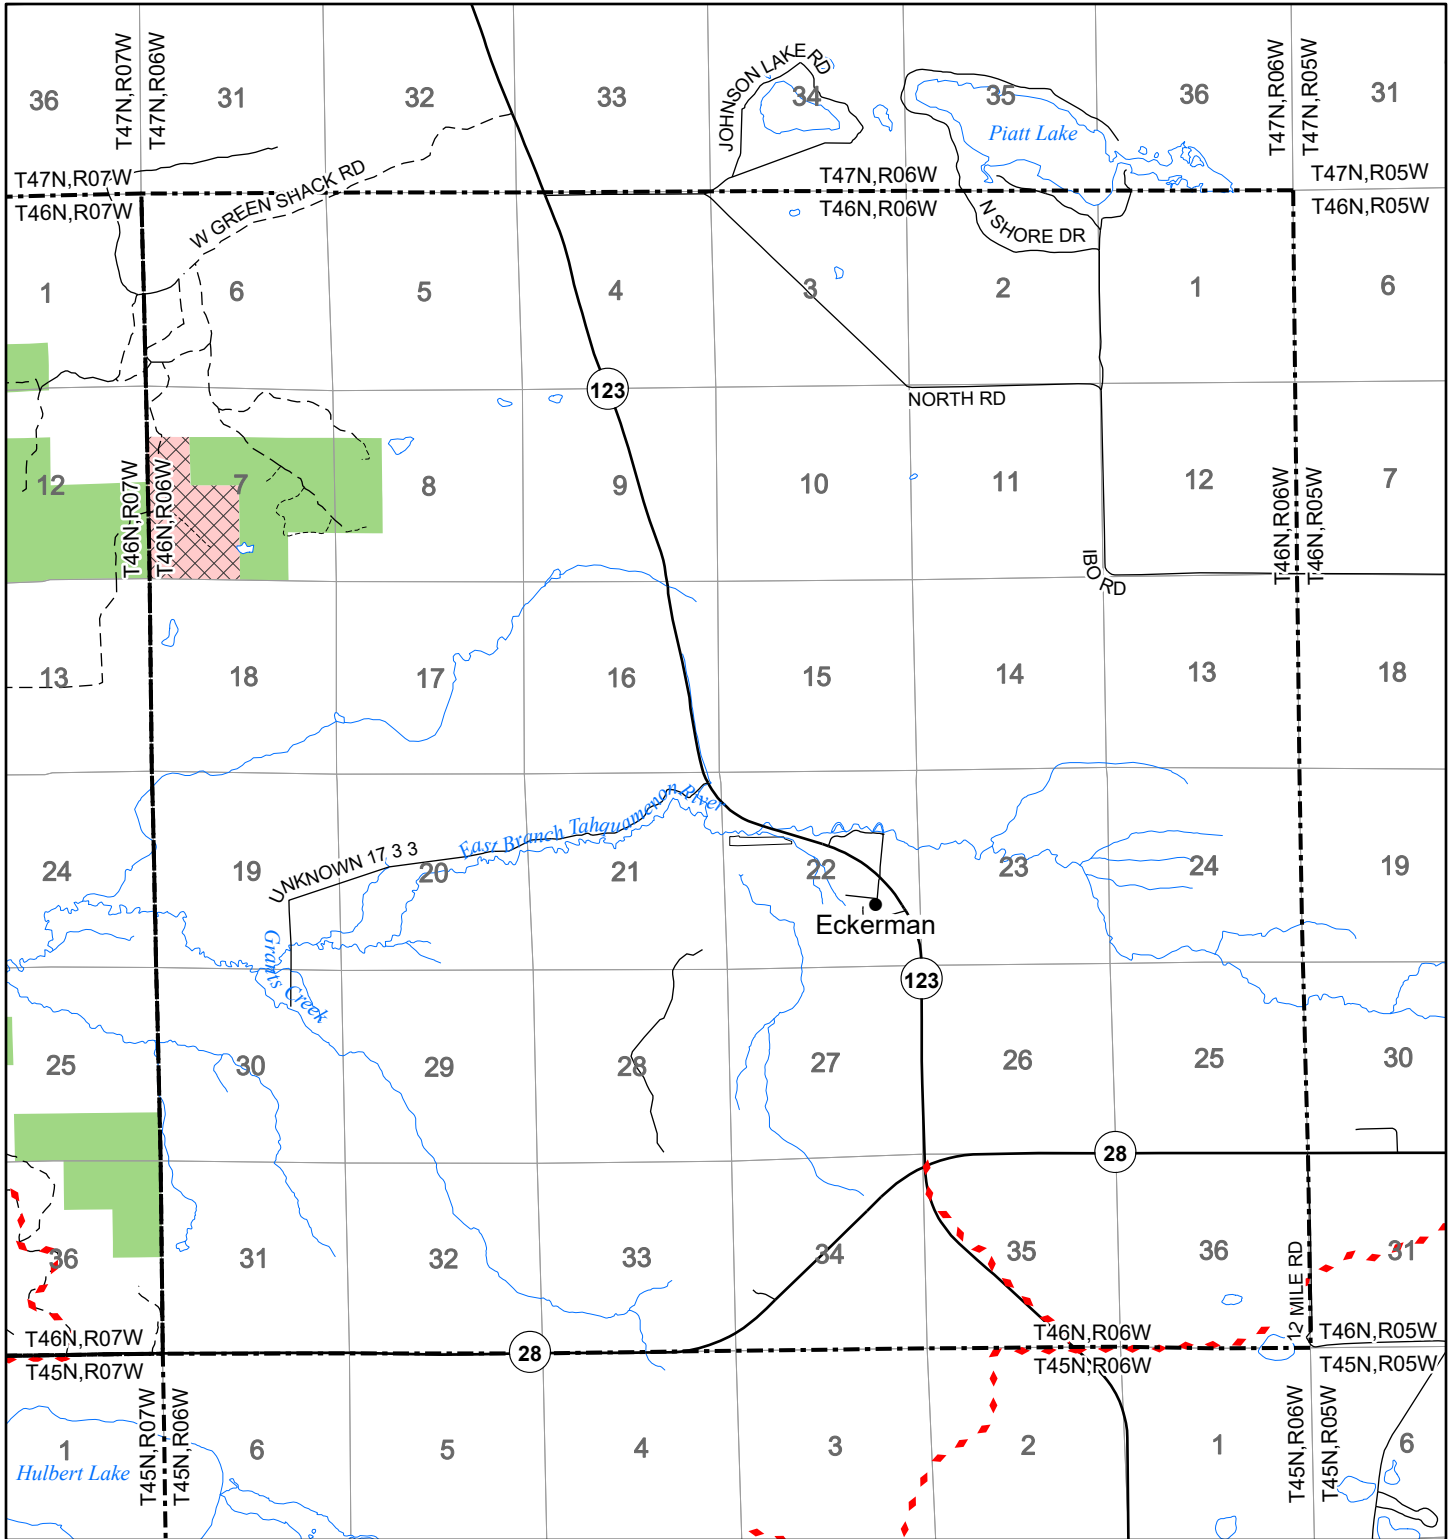 T47N,R07W
T47N,R06W
JOHNSON LAKE RD
T47N,R06W
T47N,R05W
36
31
32
33
34
35
36
31
Piatt Lake
T47N,R07W
T47N,R06W
T47N,R05W
T46N,R07W
T46N,R06W
T46N,R05W
W GREEN SHACK RD
N SHORE DR
1
6
5
4
3
2
1
6
123
NORTH RD
12
7
8
9
10
11
12
7
T46N,R07W
T46N,R06W
T46N,R06W
T46N,R05W
IBO RD
13
18
17
16
15
14
13
18
East Branch Tahquamenon River
UNKNOWN 17 3 3
24
19
20
21
22
23
24
19
Eckerman
Grants Creek
123
25
30
29
28
27
26
25
30
28
36
31
32
33
34
35
36
31
12 MILE RD
T46N,R07W
T46N,R06W
T46N,R05W
28
T45N,R07W
T45N,R06W
T45N,R05W
T45N,R07W
T45N,R06W
T45N,R06W
T45N,R05W
1
6
5
4
3
2
1
6
Hulbert Lake